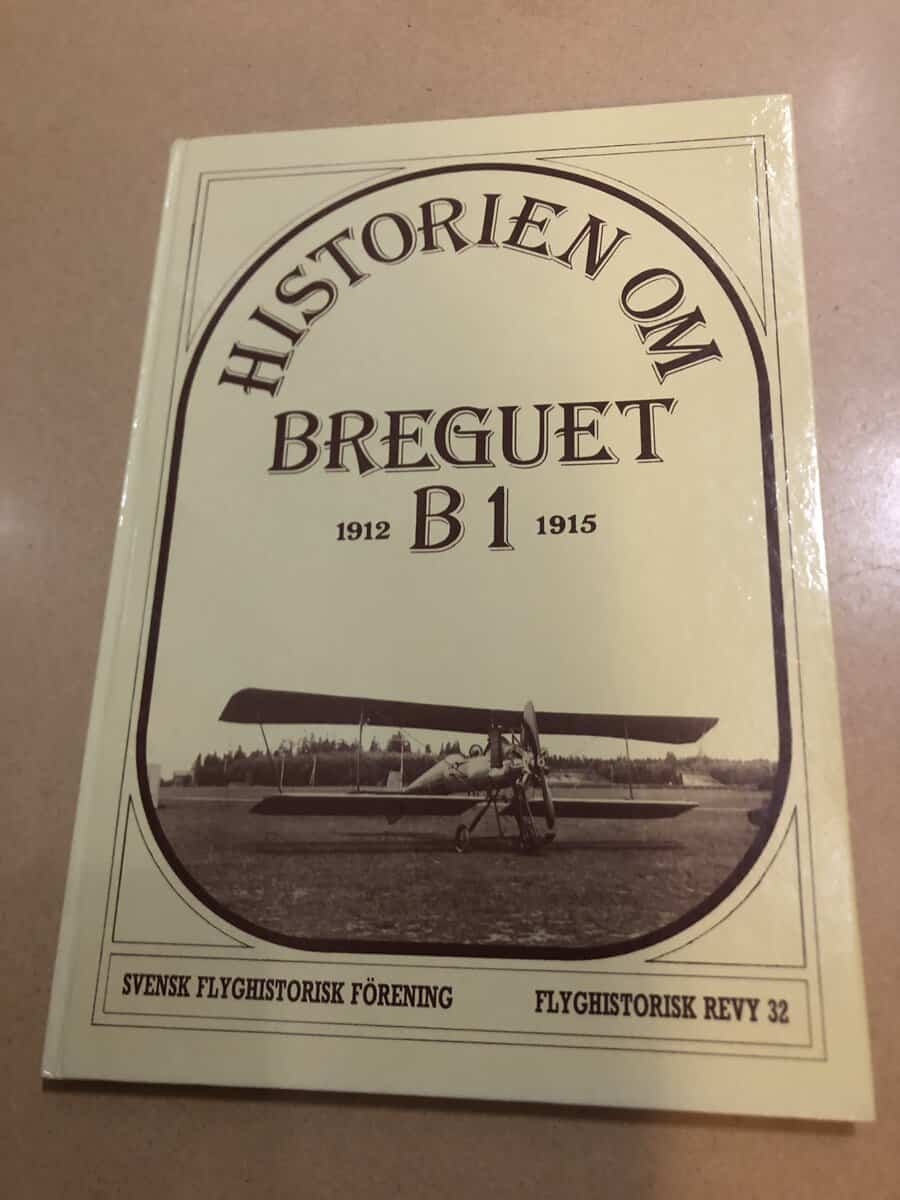 HISTORIEN OM
BREGUET
1912 B1 1915
SVENSK FLYGHISTORISK FÖRENING
FLYGHISTORISK REVY 32